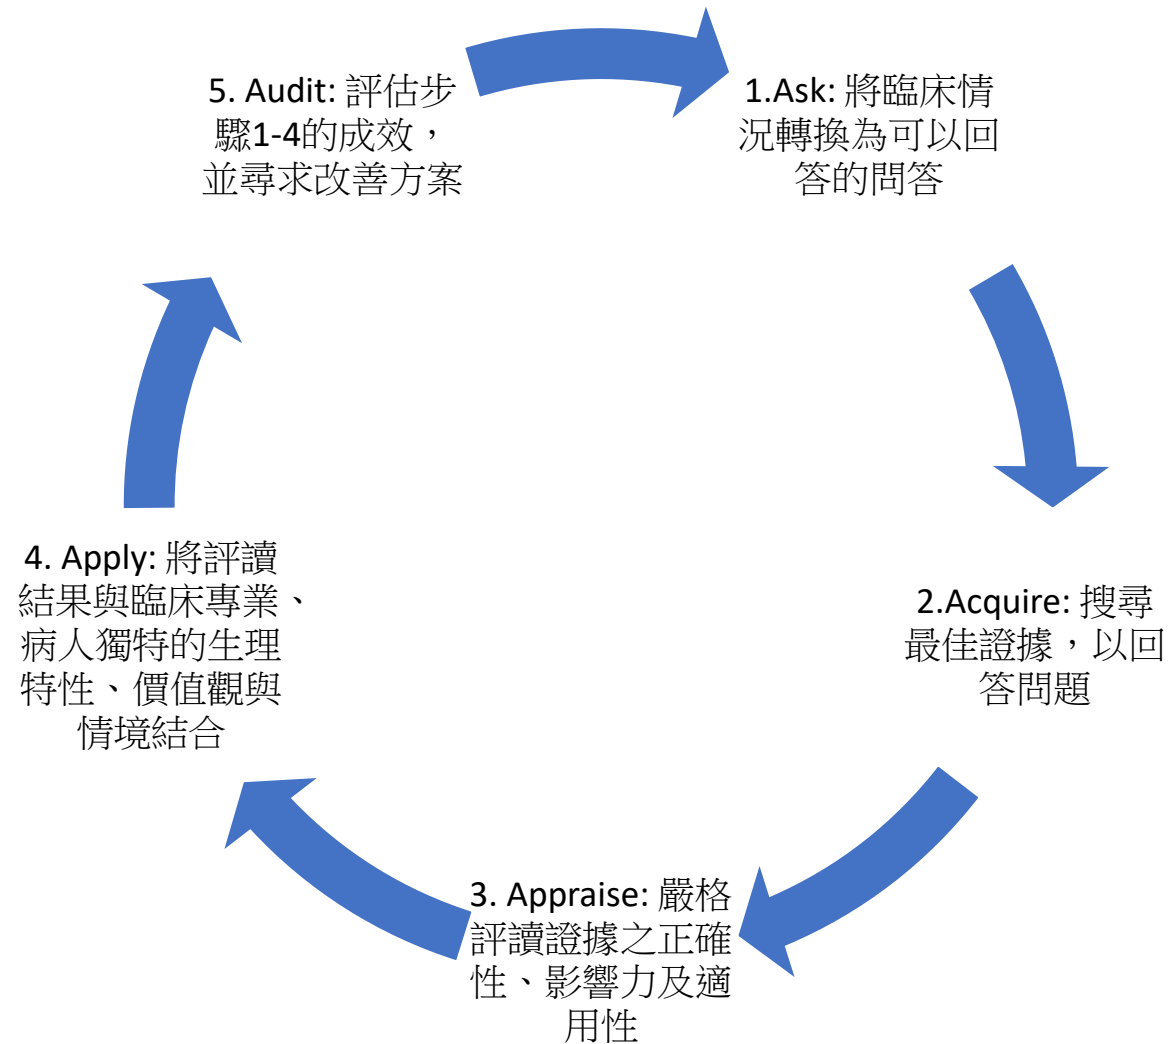 1.Ask: 將臨床情
況轉換為可以回
答的問答
2.Acquire: 搜尋
最佳證據，以回
答問題
3. Appraise: 嚴格
評讀證據之正確
性、影響力及適
用性
4. Apply: 將評讀
結果與臨床專業、
病人獨特的生理
特性、價值觀與
情境結合
5. Audit: 評估步
驟1-4的成效，
並尋求改善方案